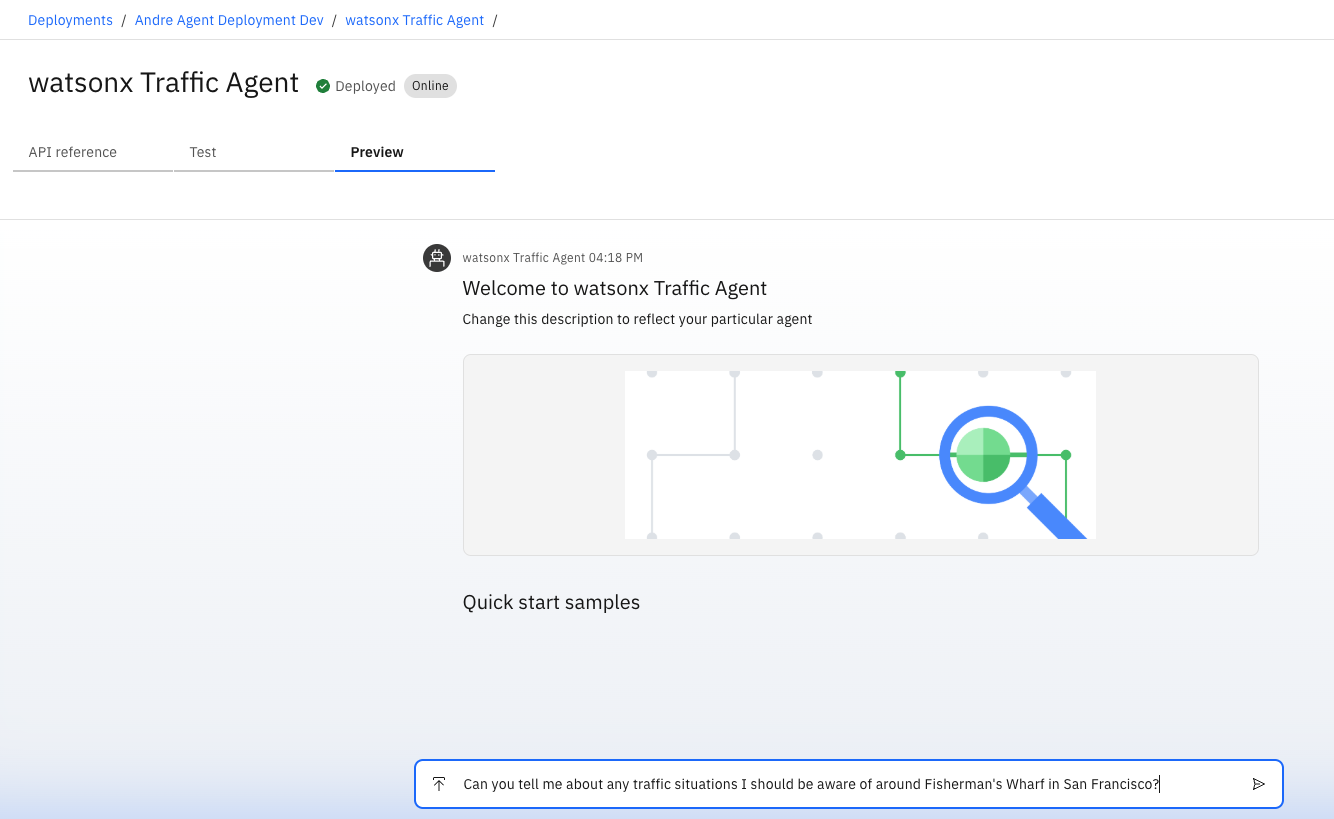 Deployments / Andre Agent Deployment Dev / watsonx Traffic Agent /
watsonx Traffic Agent Deployed Online
API reference Test Preview
watsonx Traffic Agent 04:18 PM
Welcome to watsonx Traffic Agent
Change this description to reflect your particular agent
Quick start samples
Can you tell me about any traffic situations I should be aware of around Fisherman's Wharf in San Francisco?